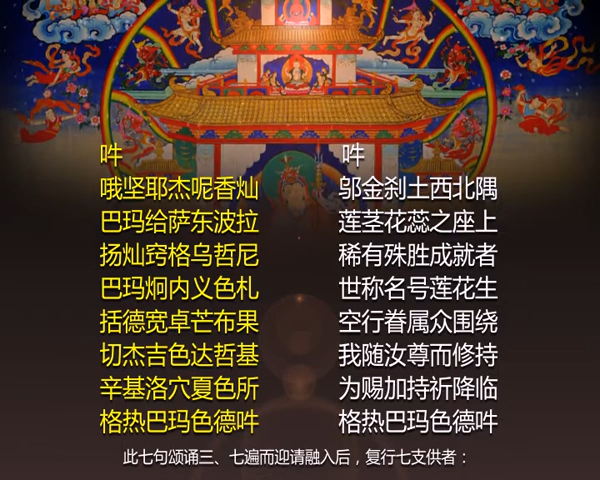 吽
哦坚耶杰呢香灿
巴玛给萨东波拉
扬灿窍格乌哲尼
巴玛炯内义色札
括德宽卓芒布果
切杰吉色达哲基
辛基洛穴夏色所
格热巴玛色德吽
吽
邬金刹土西北隅
莲茎花蕊之座上
稀有殊胜成就者
世称名号莲花生
空行眷属众围绕
我随汝尊而修持
为赐加持祈降临
格热巴玛色德吽
此七句颂诵三、七遍而迎请融入后，复行七支供者：